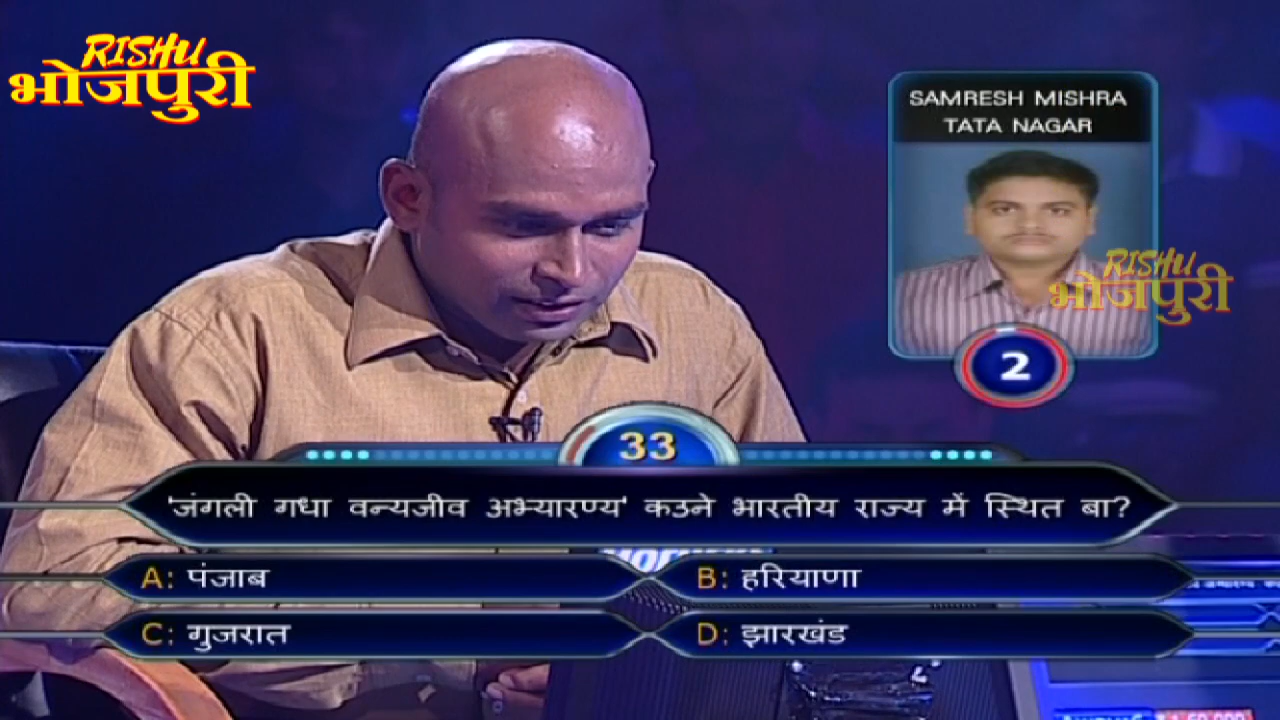 RISHU
भोजपुरी
SAMRESH MISHRA
TATA NAGAR
RISHU
भोजपुरी
2
33
'जंगली गधा वन्यजीव अभ्यारण्य' कउने भारतीय राज्य में स्थित बा?
A: पंजाब
B: हरियाणा
C: गुजरात
D: झारखंड